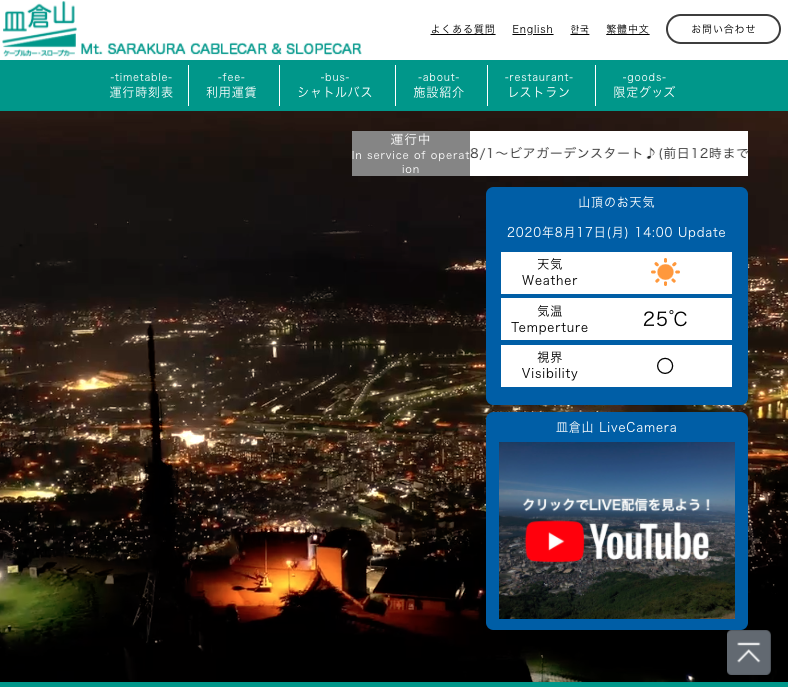 皿倉山
ケーブルカー・スロープカー
Mt. SARAKURA CABLECAR & SLOPECAR
よくある質問 English 한국 繁體中文 お問い合わせ
-timetable- -fee- -bus- -about- -restaurant- -goods-
運行時刻表 利用運賃 シャトルバス 施設紹介 レストラン 限定グッズ
運行中
In service of operat
ion
8/1～ビアガーデンスタート♪(前日12時まで
山頂のお天気
2020年8月17日(月) 14:00 Update
天気
Weather
気温
Temperture
25℃
視界
Visibility
○
皿倉山 LiveCamera
クリックでLIVE配信を見よう！
YouTube